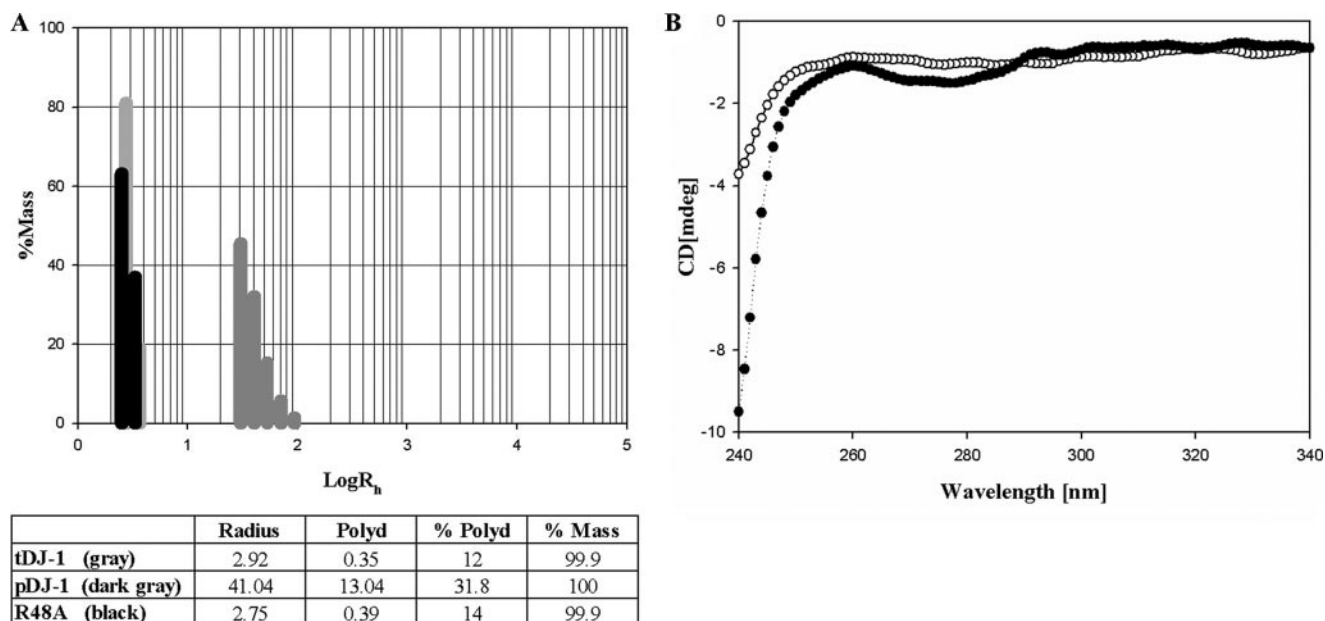 A
100
80
60
40
20
0
%Mass
0 1 2 3 4 5
LogRh
Radius Polyd % Polyd % Mass
tDJ-1 (gray) 2.92 0.35 12 99.9
pDJ-1 (dark gray) 41.04 13.04 31.8 100
R48A (black) 2.75 0.39 14 99.9
B
0
-2
-4
-6
-8
-10
CD[mdeg]
240 260 280 300 320 340
Wavelength [nm]